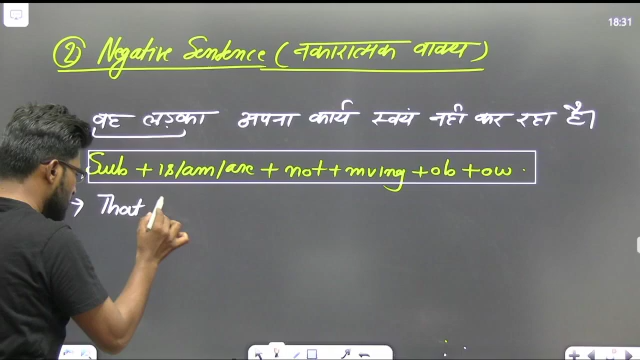 18:31
② Negative Sentence (नकारात्मक वाक्य)
वह लड़का अपना कार्य स्वयं नहीं कर रहा है।
Sub + is/am/are + not + mving + ob + ow.
→ That